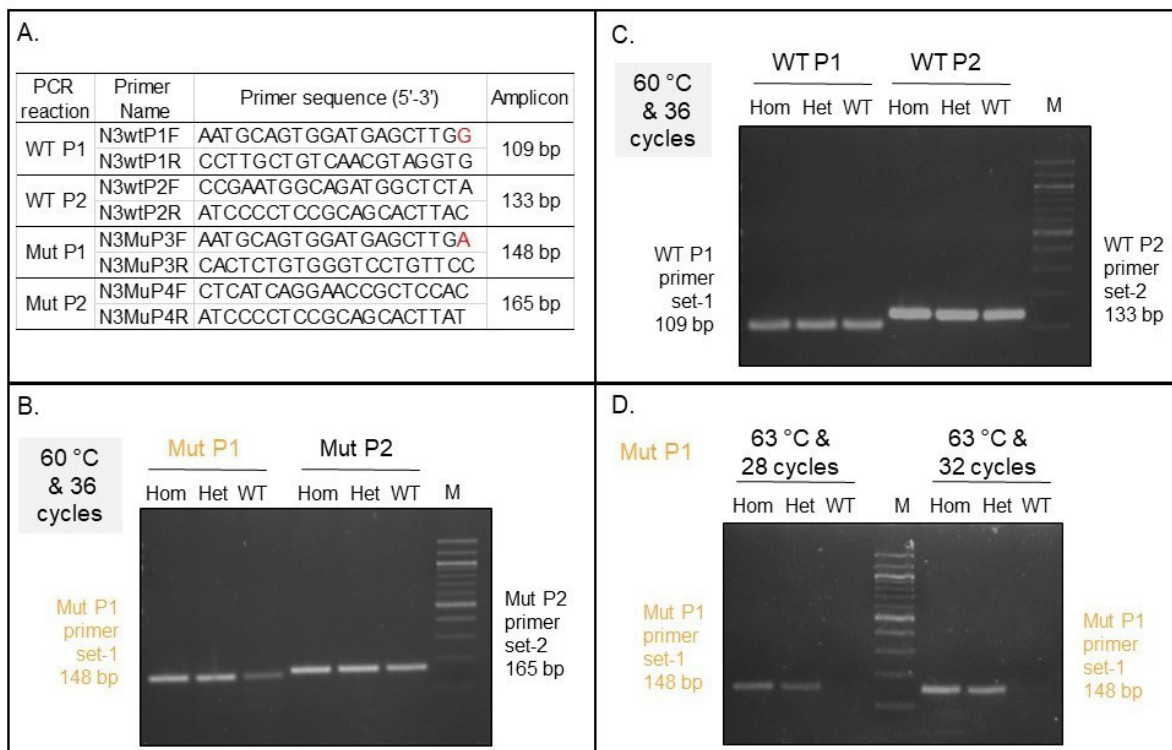 A.
PCR reaction Primer Name Primer sequence (5'-3') Amplicon
WT P1 N3wtP1F AATGCAGTGGATGAGCTTGG 109 bp
N3wtP1R CCTTGCTGTCAACGTAGGTG
WT P2 N3wtP2F CCGAATGGCAGATGGCTCTA 133 bp
N3wtP2R ATCCCCTCCGCAGCACTTAC
Mut P1 N3MuP3F AATGCAGTGGATGAGCTTGA 148 bp
N3MuP3R CACTCTGTGGGTCCTGTTCC
Mut P2 N3MuP4F CTCATCAGGAACCGCTCCAC 165 bp
N3MuP4R ATCCCCTCCGCAGCACTTAT
B.
60 °C
& 36
cycles
Mut P1 Mut P2
Hom Het WT Hom Het WT M
Mut P1
primer
set-1
148 bp
Mut P2
primer
set-2
165 bp
C.
60 °C
& 36
cycles
WT P1 WT P2
Hom Het WT Hom Het WT M
WT P1
primer
set-1
109 bp
WT P2
primer
set-2
133 bp
D.
Mut P1
63 °C &
28 cycles
63 °C &
32 cycles
Hom Het WT M Hom Het WT
Mut P1
primer
set-1
148 bp
Mut P1
primer
set-1
148 bp